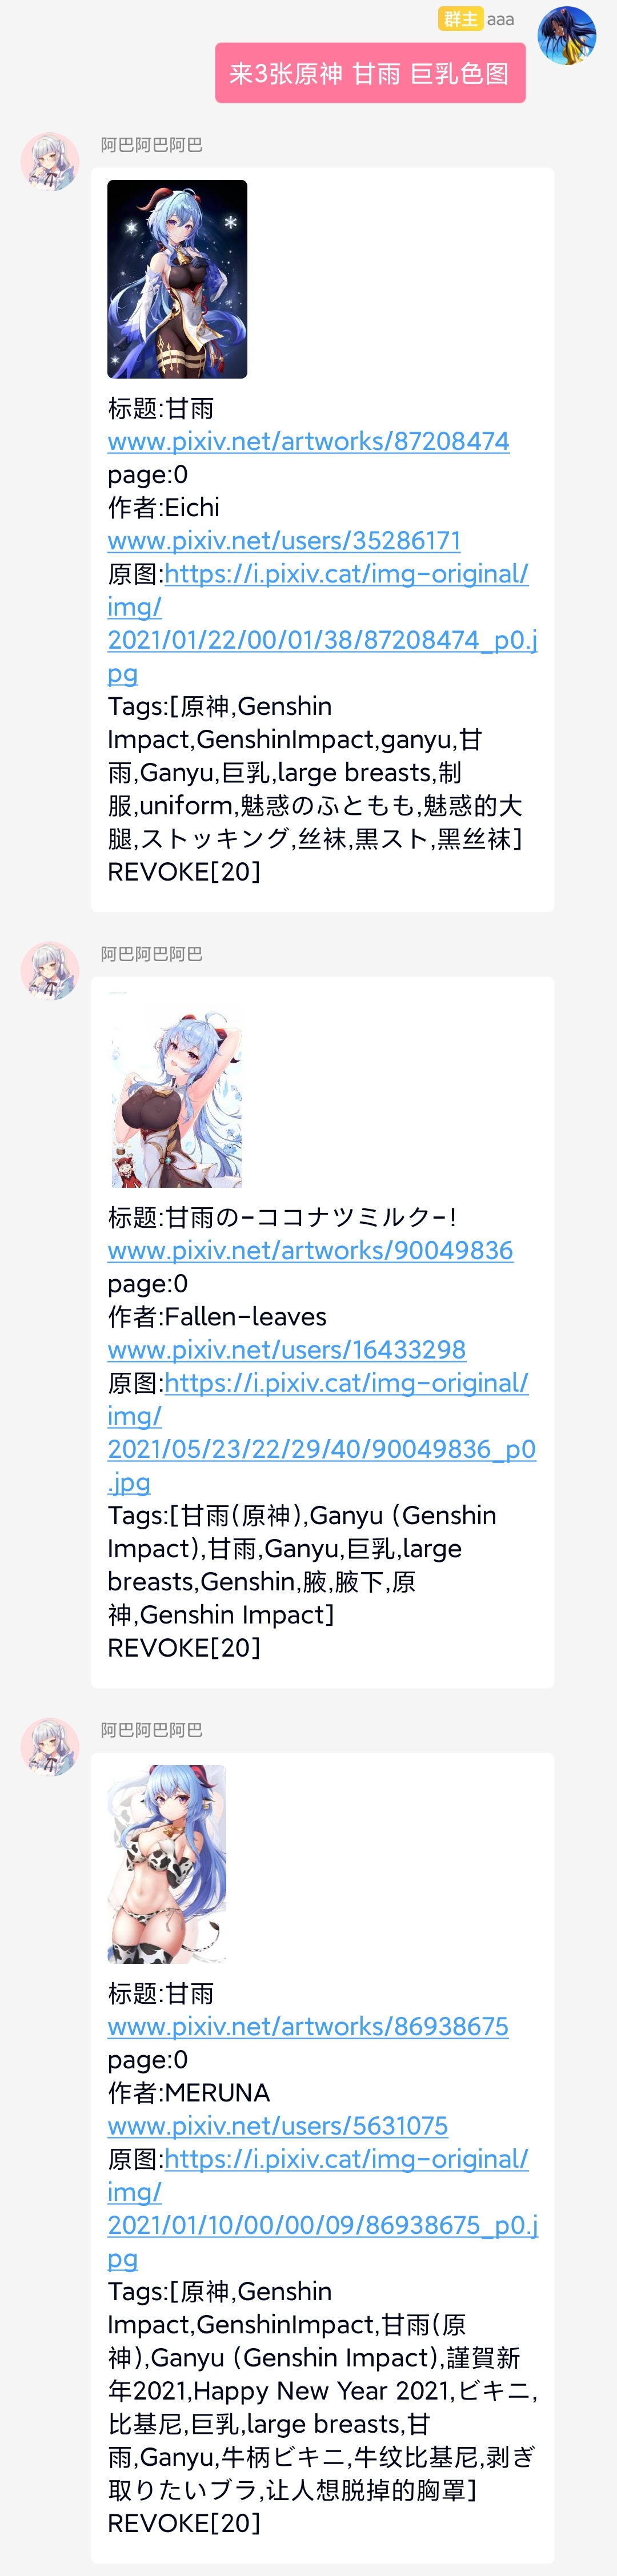 群主 aaa
来3张原神 甘雨 巨乳色图
阿巴阿巴阿巴
标题:甘雨
www.pixiv.net/artworks/87208474
page:0
作者:Eichi
www.pixiv.net/users/35286171
原图:https://i.pixiv.cat/img-original/
img/
2021/01/22/00/01/38/87208474_p0.j
pg
Tags:[原神,Genshin
Impact,GenshinImpact,ganyu,甘
雨,Ganyu,巨乳,large breasts,制
服,uniform,魅惑のふともも,魅惑的大
腿,ストッキング,丝袜,黒スト,黑丝袜]
REVOKE[20]
阿巴阿巴阿巴
标题:甘雨の-ココナツミルク-!
www.pixiv.net/artworks/90049836
page:0
作者:Fallen-leaves
www.pixiv.net/users/16433298
原图:https://i.pixiv.cat/img-original/
img/
2021/05/23/22/29/40/90049836_p0
.jpg
Tags:[甘雨(原神),Ganyu (Genshin
Impact),甘雨,Ganyu,巨乳,large
breasts,Genshin,腋,腋下,原
神,Genshin Impact]
REVOKE[20]
阿巴阿巴阿巴
标题:甘雨
www.pixiv.net/artworks/86938675
page:0
作者:MERUNA
www.pixiv.net/users/5631075
原图:https://i.pixiv.cat/img-original/
img/
2021/01/10/00/00/09/86938675_p0.j
pg
Tags:[原神,Genshin
Impact,GenshinImpact,甘雨(原
神),Ganyu (Genshin Impact),謹賀新
年2021,Happy New Year 2021,ビキニ,
比基尼,巨乳,large breasts,甘
雨,Ganyu,牛柄ビキニ,牛纹比基尼,剥ぎ
取りたいブラ,让人想脱掉的胸罩]
REVOKE[20]